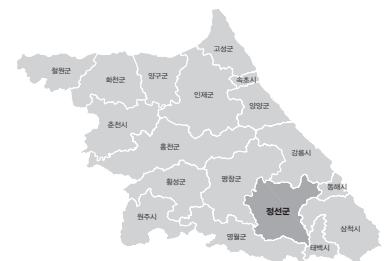 고성군
철원군
화천군
양구군
인제군
속초시
양양군
춘천시
홍천군
강릉시
횡성군
평창군
동해시
원주시
정선군
삼척시
영월군
태백시